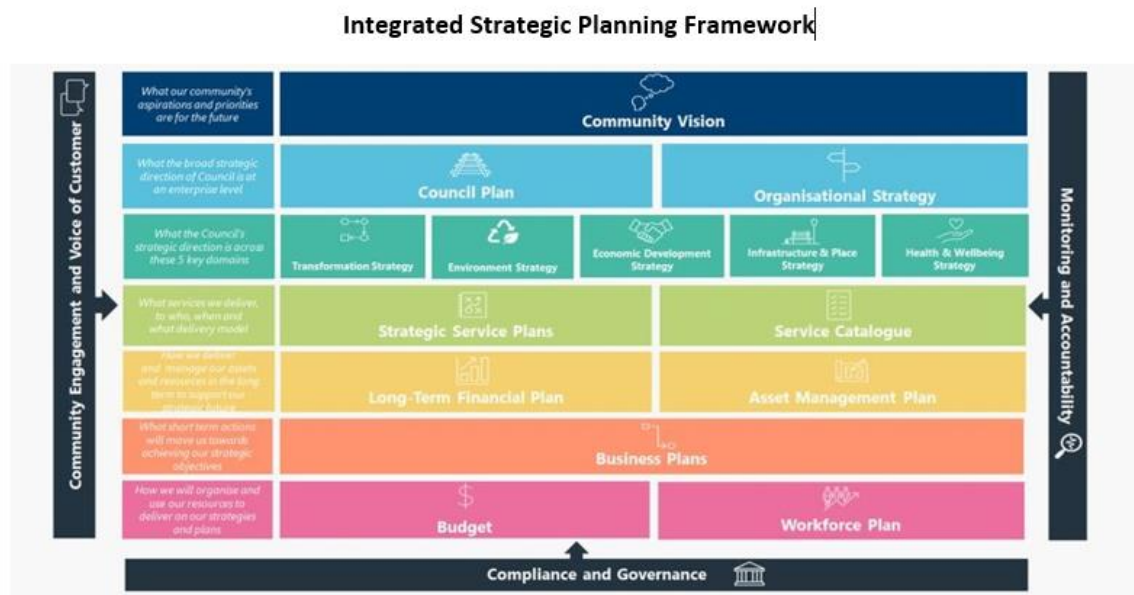 Integrated Strategic Planning Framework
Community Engagement and Voice of Customer
What our community's
aspirations and priorities
are for the future
Community Vision
What the broad strategic
direction of Council is at
an enterprise level
Council Plan
Organisational Strategy
What the Council's
strategic direction is across
these 5 key domains
Transformation Strategy
Environment Strategy
Economic Development
Strategy
Infrastructure & Place
Strategy
Health & Wellbeing
Strategy
What services we deliver,
to who, when and
what delivery model
Strategic Service Plans
Service Catalogue
How we deliver
and manage our assets
and resources in the long
term to support our
strategic future
Long-Term Financial Plan
Asset Management Plan
What short term actions
will move us towards
achieving our strategic
objectives
Business Plans
How we will organise and
use our resources to
deliver on our strategies
and plans
$
Budget
Workforce Plan
Monitoring and Accountability
Compliance and Governance